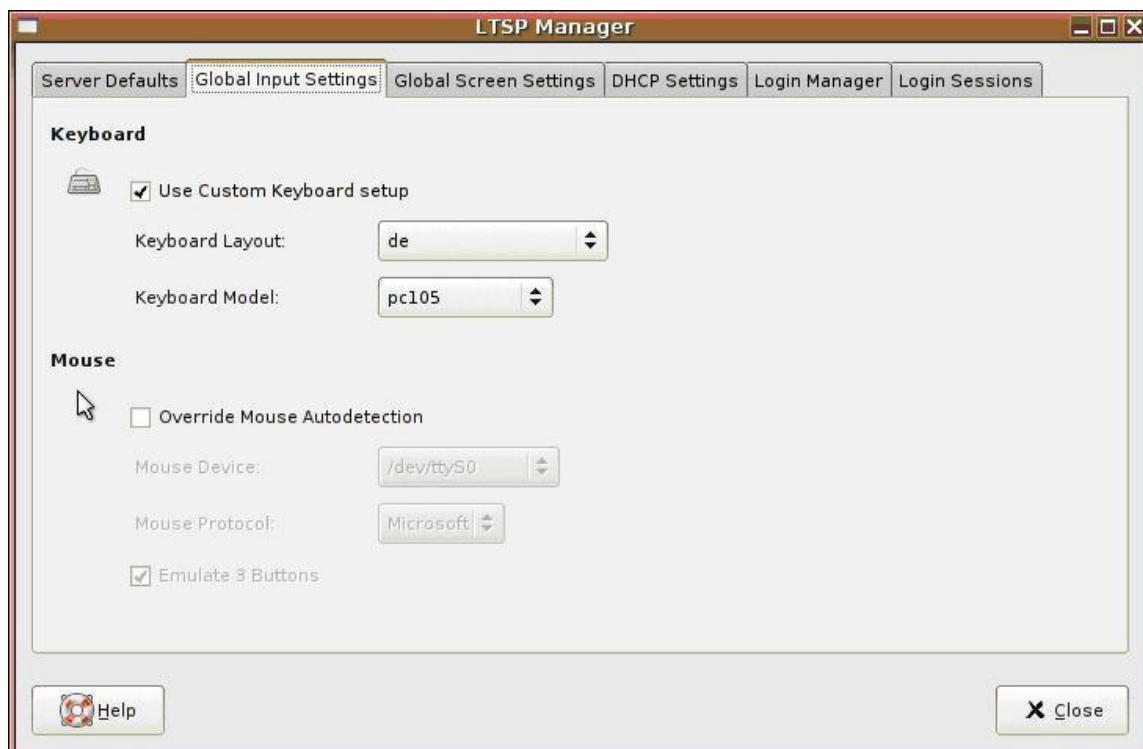 LTSP Manager
Server Defaults Global Input Settings Global Screen Settings DHCP Settings Login Manager Login Sessions
Keyboard
Use Custom Keyboard setup
Keyboard Layout: de
Keyboard Model: pc105
Mouse
Override Mouse Autodetection
Mouse Device: /dev/ttyS0
Mouse Protocol: Microsoft
Emulate 3 Buttons
Help Close